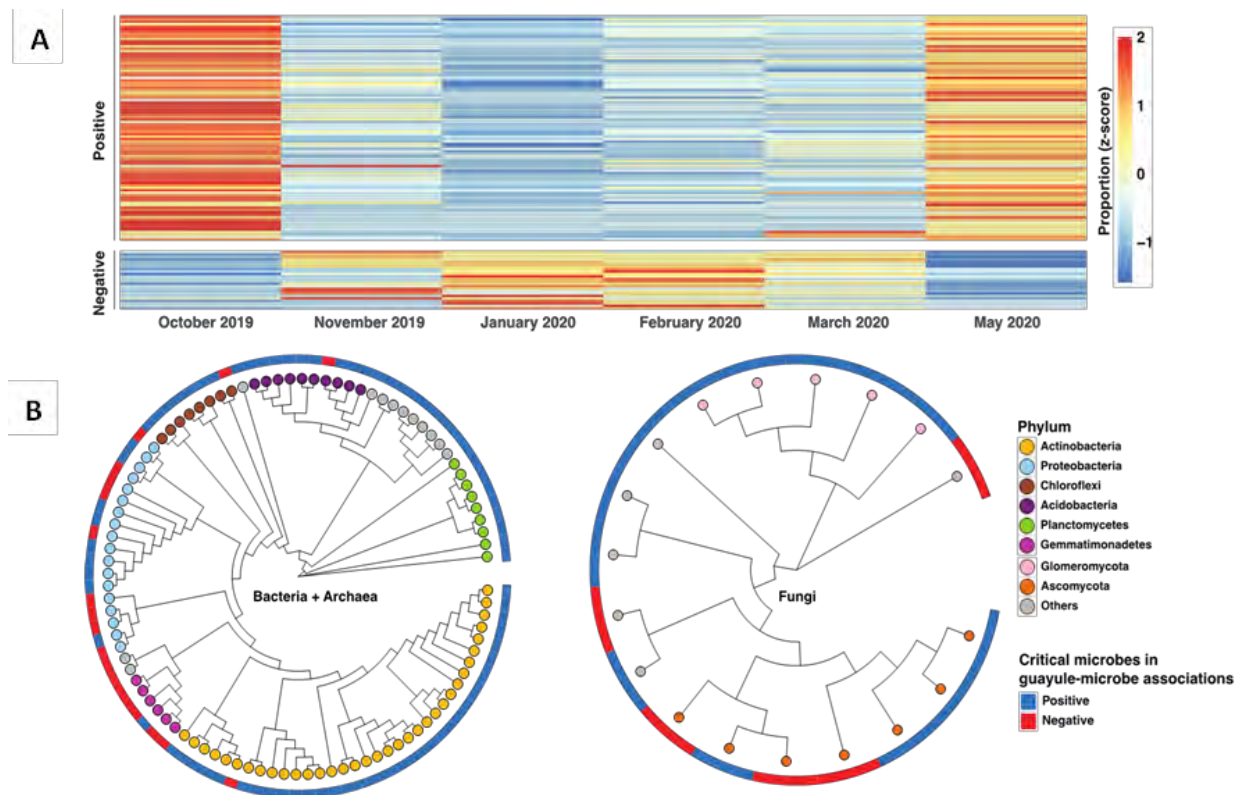 A
Positive
Negative
2
1
0
−1
Proportion (z-score)
October 2019
November 2019
January 2020
February 2020
March 2020
May 2020
B
Bacteria + Archaea
Fungi
Phylum
Actinobacteria
Proteobacteria
Chloroflexi
Acidobacteria
Planctomycetes
Gemmatimonadetes
Glomeromycota
Ascomycota
Others
Critical microbes in
guayule-microbe associations
Positive
Negative